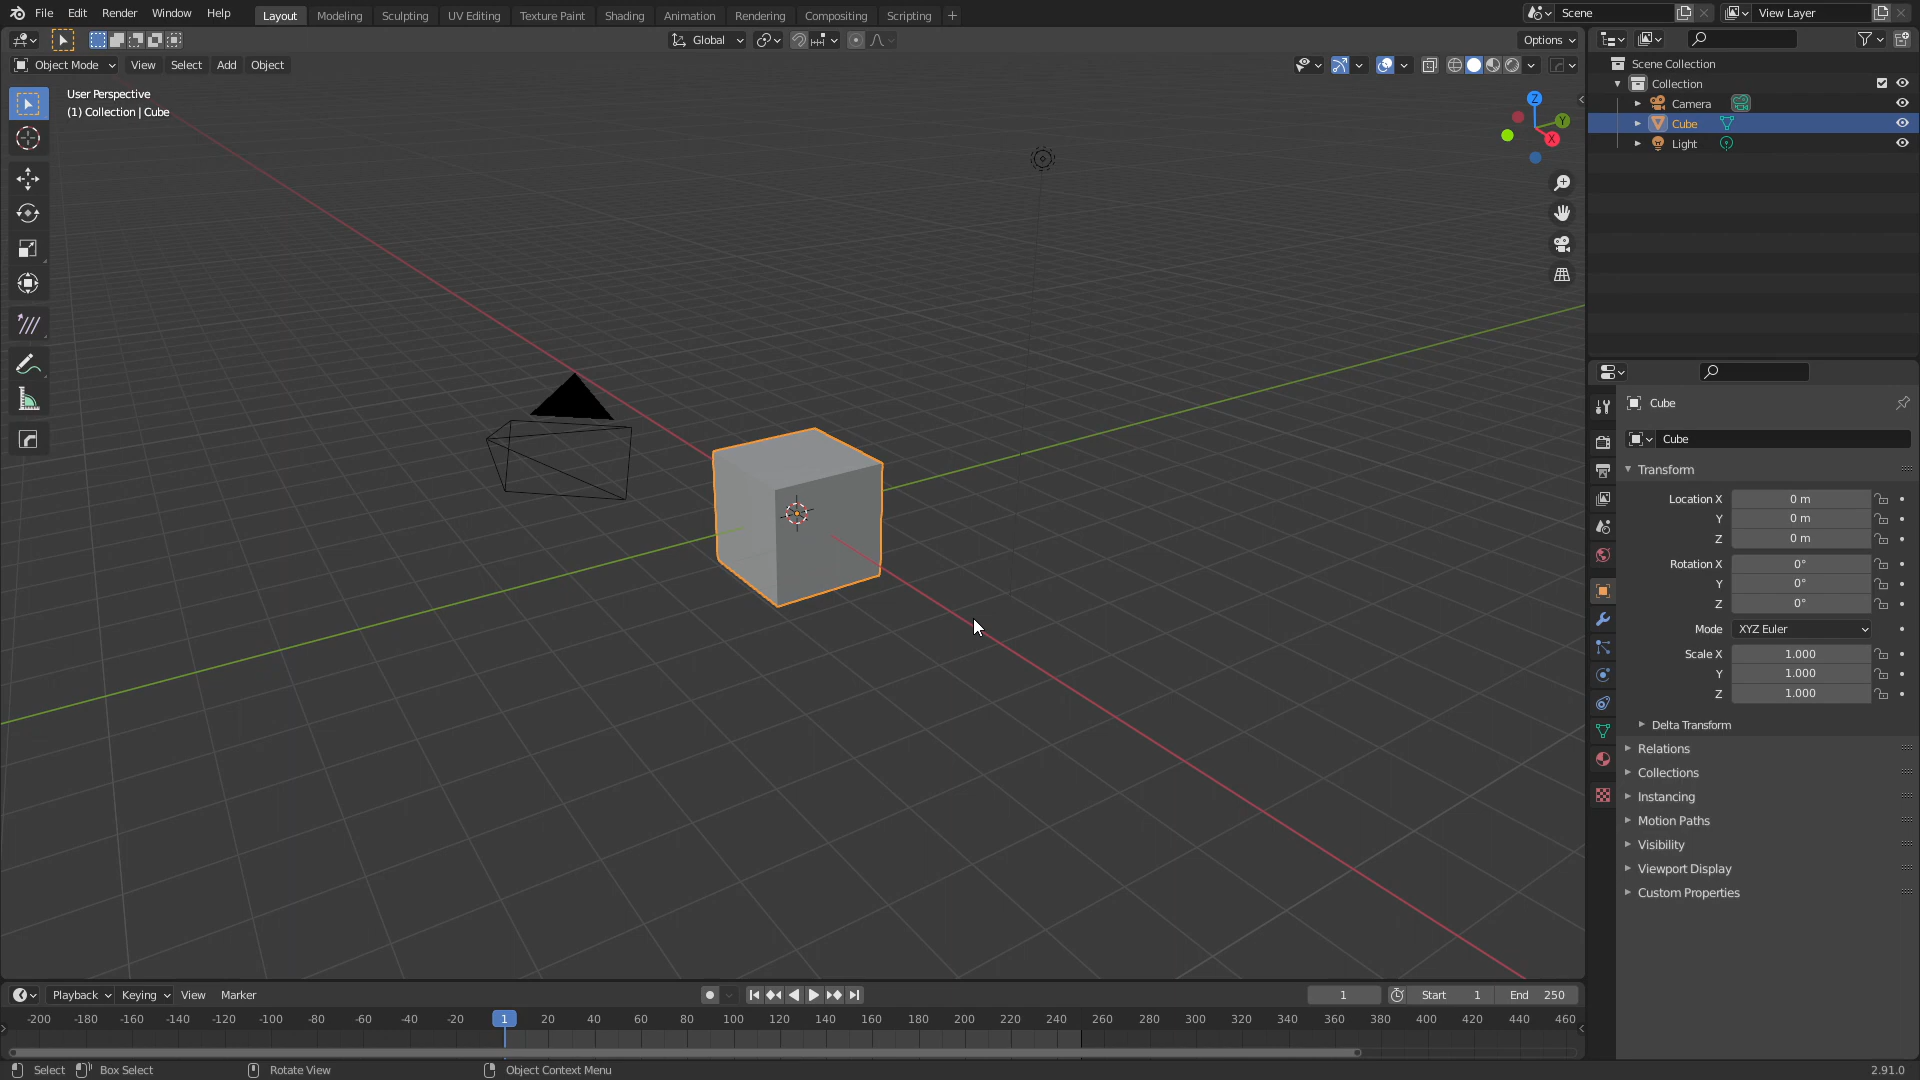 File Edit Render Window Help Layout Modeling Sculpting UV Editing Texture Paint Shading Animation Rendering Compositing Scripting + Scene View Layer
Global Options
Object Mode View Select Add Object
User Perspective
(1) Collection | Cube
Z
Y
X
Scene Collection
Collection
Camera
Cube
Light
Cube
Cube
Transform
Location X 0 m
Y 0 m
Z 0 m
Rotation X 0°
Y 0°
Z 0°
Mode XYZ Euler
Scale X 1.000
Y 1.000
Z 1.000
Delta Transform
Relations
Collections
Instancing
Motion Paths
Visibility
Viewport Display
Custom Properties
Playback Keying View Marker 1 Start 1 End 250
-200 -180 -160 -140 -120 -100 -80 -60 -40 -20 1 20 40 60 80 100 120 140 160 180 200 220 240 260 280 300 320 340 360 380 400 420 440 460
Select Box Select Rotate View Object Context Menu 2.91.0